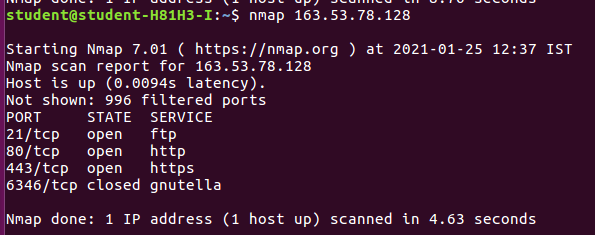 Nmap done: 1 IP address (1 host up) scanned in 8.70 seconds
student@student-H81H3-I:~$ nmap 163.53.78.128
Starting Nmap 7.01 ( https://nmap.org ) at 2021-01-25 12:37 IST
Nmap scan report for 163.53.78.128
Host is up (0.0094s latency).
Not shown: 996 filtered ports
PORT     STATE  SERVICE
21/tcp   open   ftp
80/tcp   open   http
443/tcp  open   https
6346/tcp closed gnutella
Nmap done: 1 IP address (1 host up) scanned in 4.63 seconds